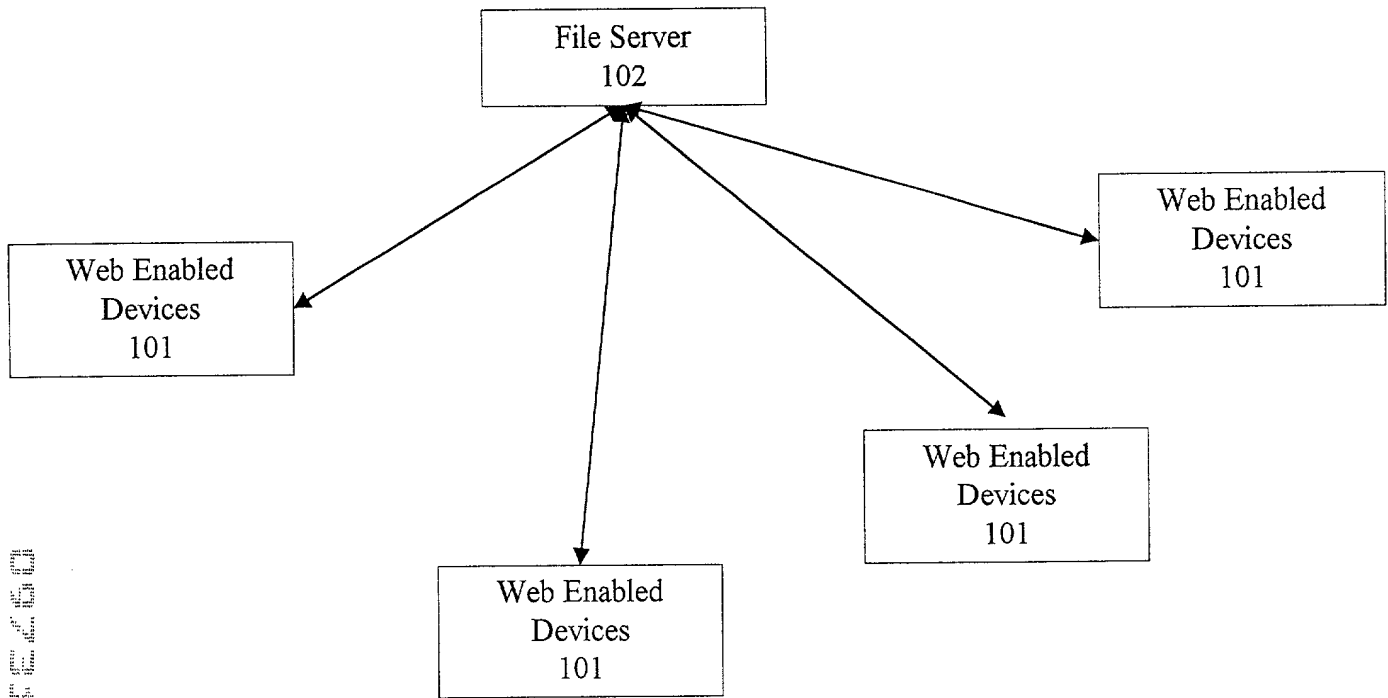 File Server
102
Web Enabled
Devices
101
Web Enabled
Devices
101
Web Enabled
Devices
101
Web Enabled
Devices
101